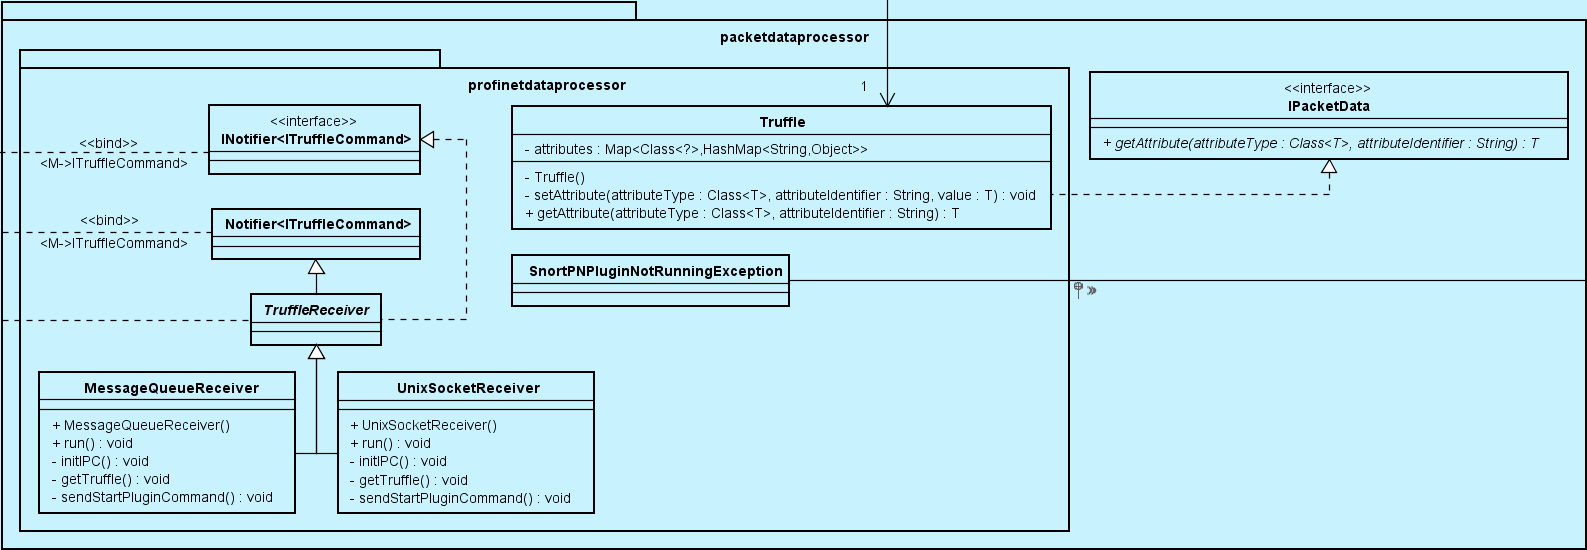 packetdataprocessor
profinetdataprocessor
<<bind>>
<M->ITruffleCommand>
<<interface>>
INotifier<ITruffleCommand>
<<bind>>
<M->ITruffleCommand>
Notifier<ITruffleCommand>
TruffleReceiver
MessageQueueReceiver
+ MessageQueueReceiver()
+ run() : void
- initIPC() : void
- getTruffle() : void
- sendStartPluginCommand() : void
UnixSocketReceiver
+ UnixSocketReceiver()
+ run() : void
- initIPC() : void
- getTruffle() : void
- sendStartPluginCommand() : void
1
Truffle
- attributes : Map<Class<?>,HashMap<String,Object>>
- Truffle()
- setAttribute(attributeType : Class<T>, attributeIdentifier : String, value : T) : void
+ getAttribute(attributeType : Class<T>, attributeIdentifier : String) : T
SnortPNPluginNotRunningException
<<interface>>
IPacketData
+ getAttribute(attributeType : Class<T>, attributeIdentifier : String) : T